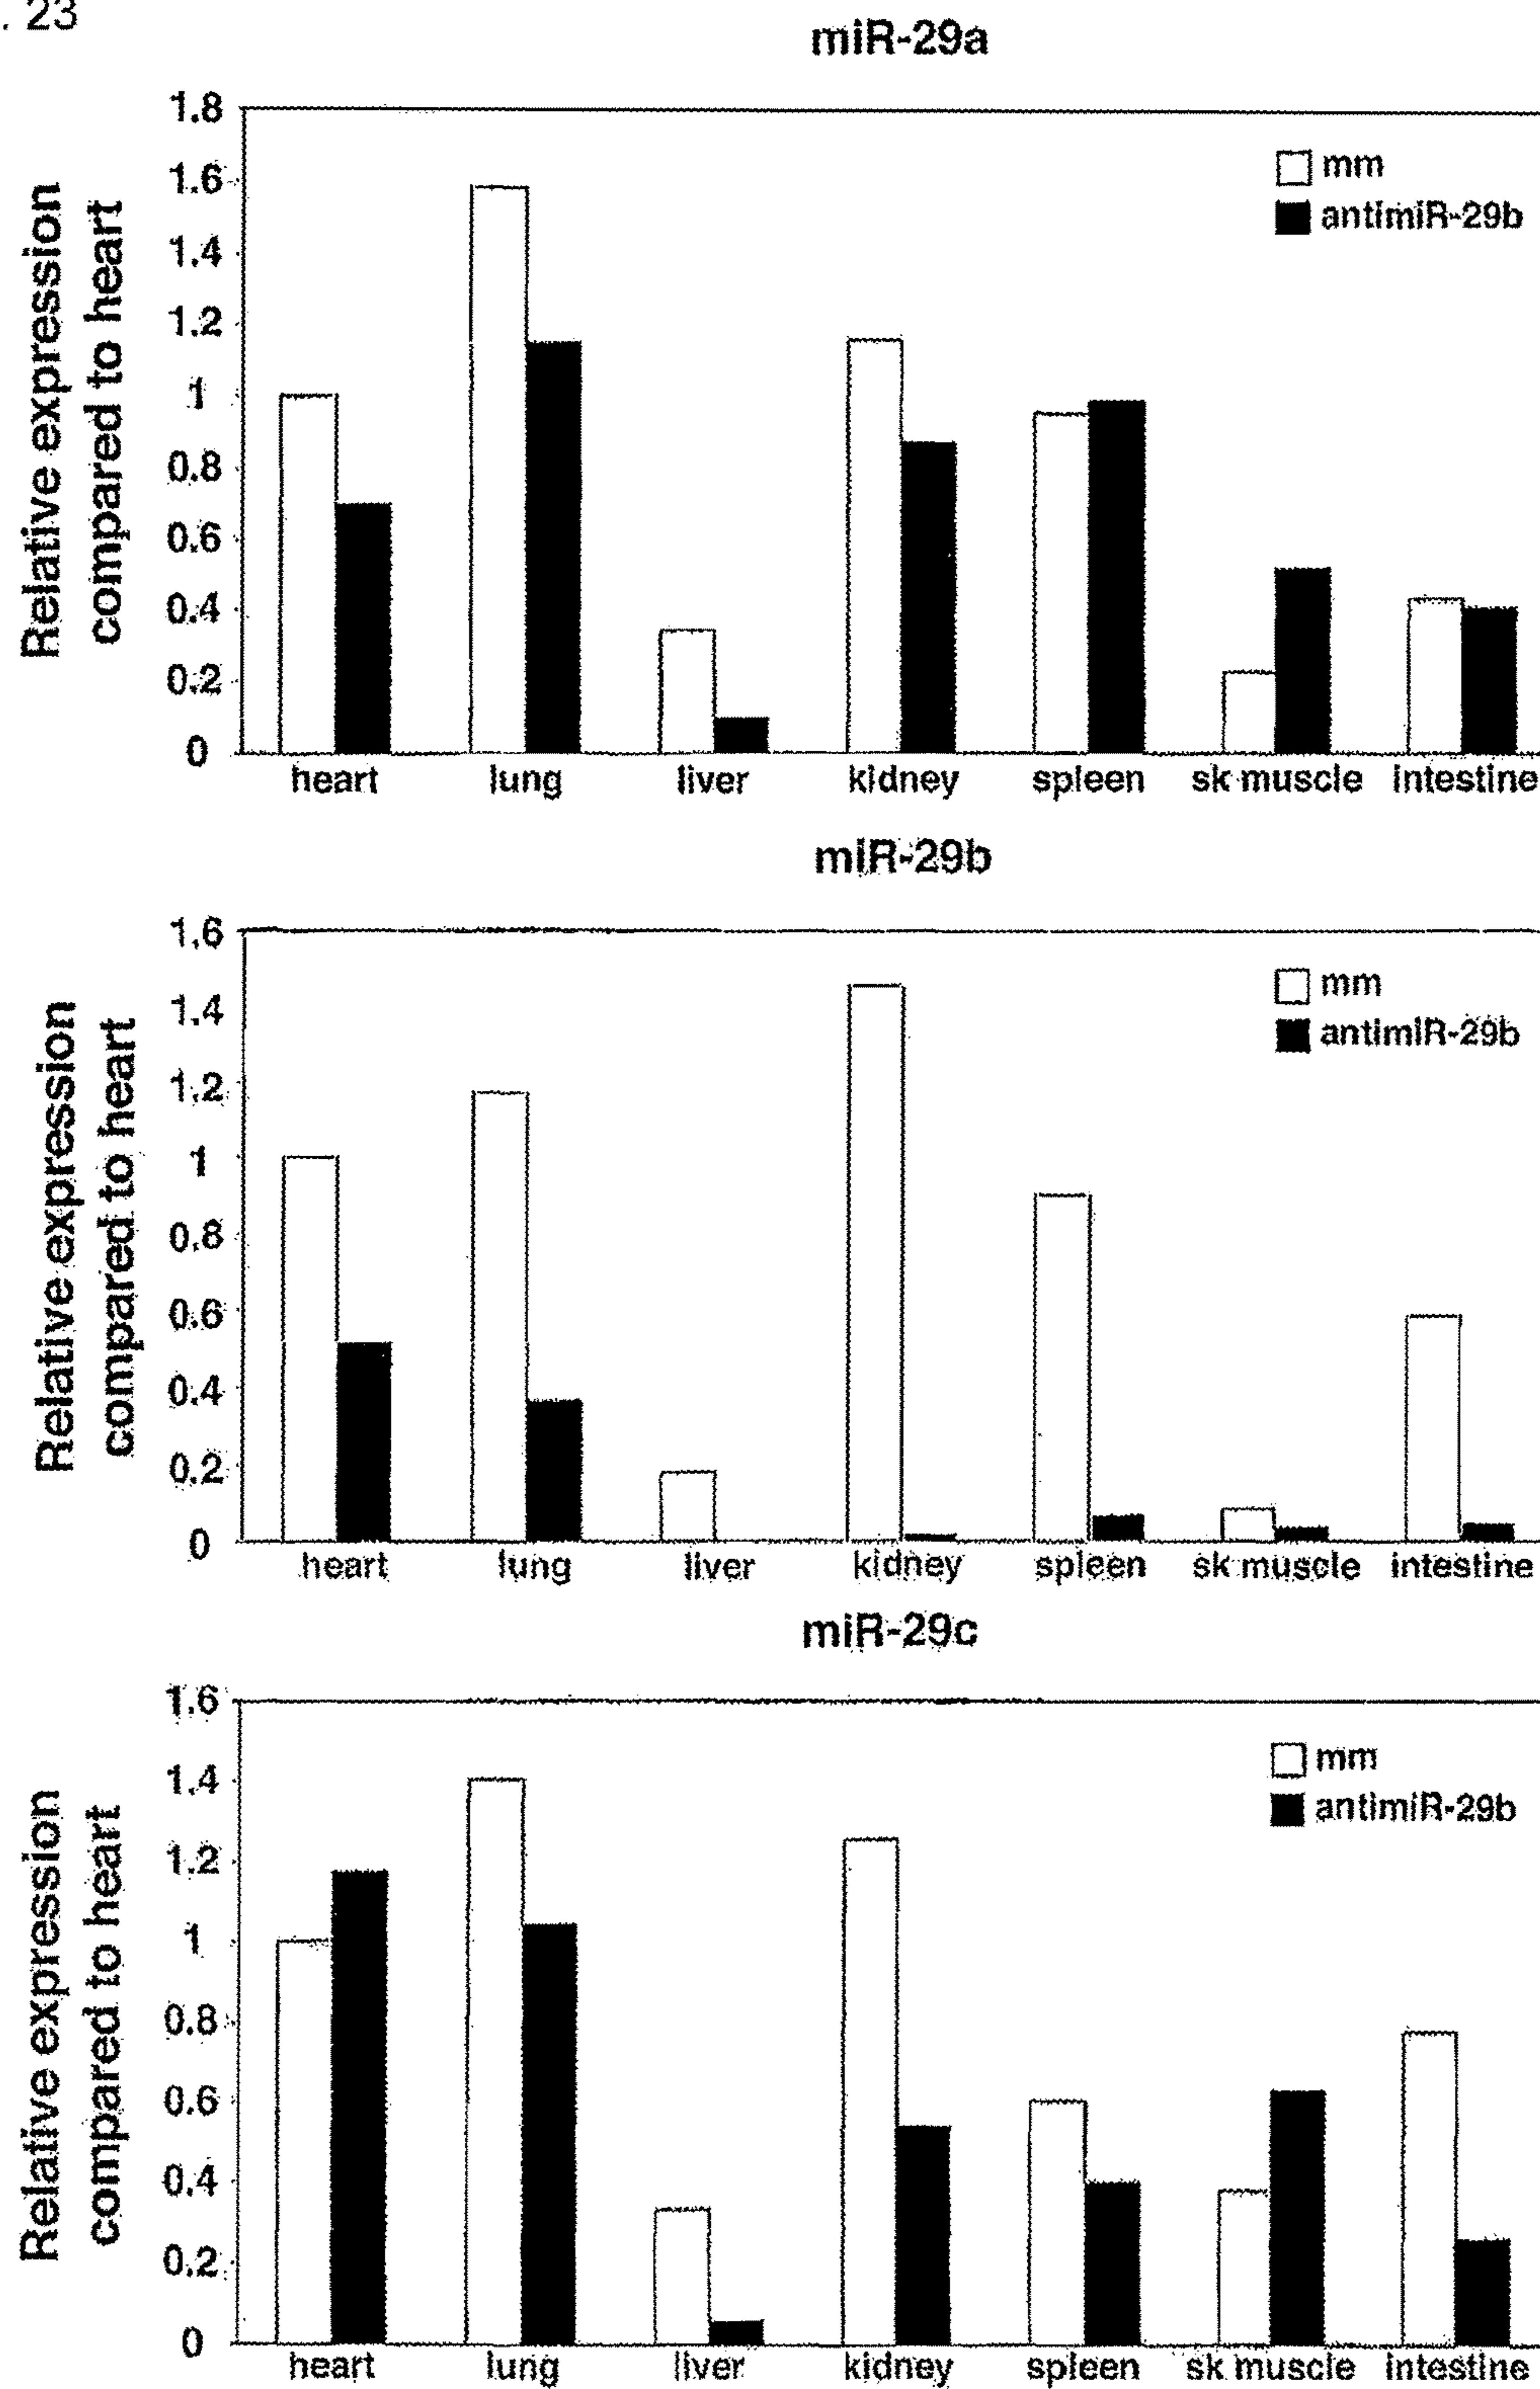 . 23
miR-29a
Relative expression
compared to heart
1.8
1.6
1.4
1.2
1
0.8
0.6
0.4
0.2
0
mm
antimiR-29b
heart lung liver kidney spleen sk muscle intestine
miR-29b
Relative expression
compared to heart
1.6
1.4
1.2
1
0.8
0.6
0.4
0.2
0
mm
antimiR-29b
heart lung liver kidney spleen sk muscle intestine
miR-29c
Relative expression
compared to heart
1.6
1.4
1.2
1
0.8
0.6
0.4
0.2
0
mm
antimiR-29b
heart lung liver kidney spleen sk muscle intestine